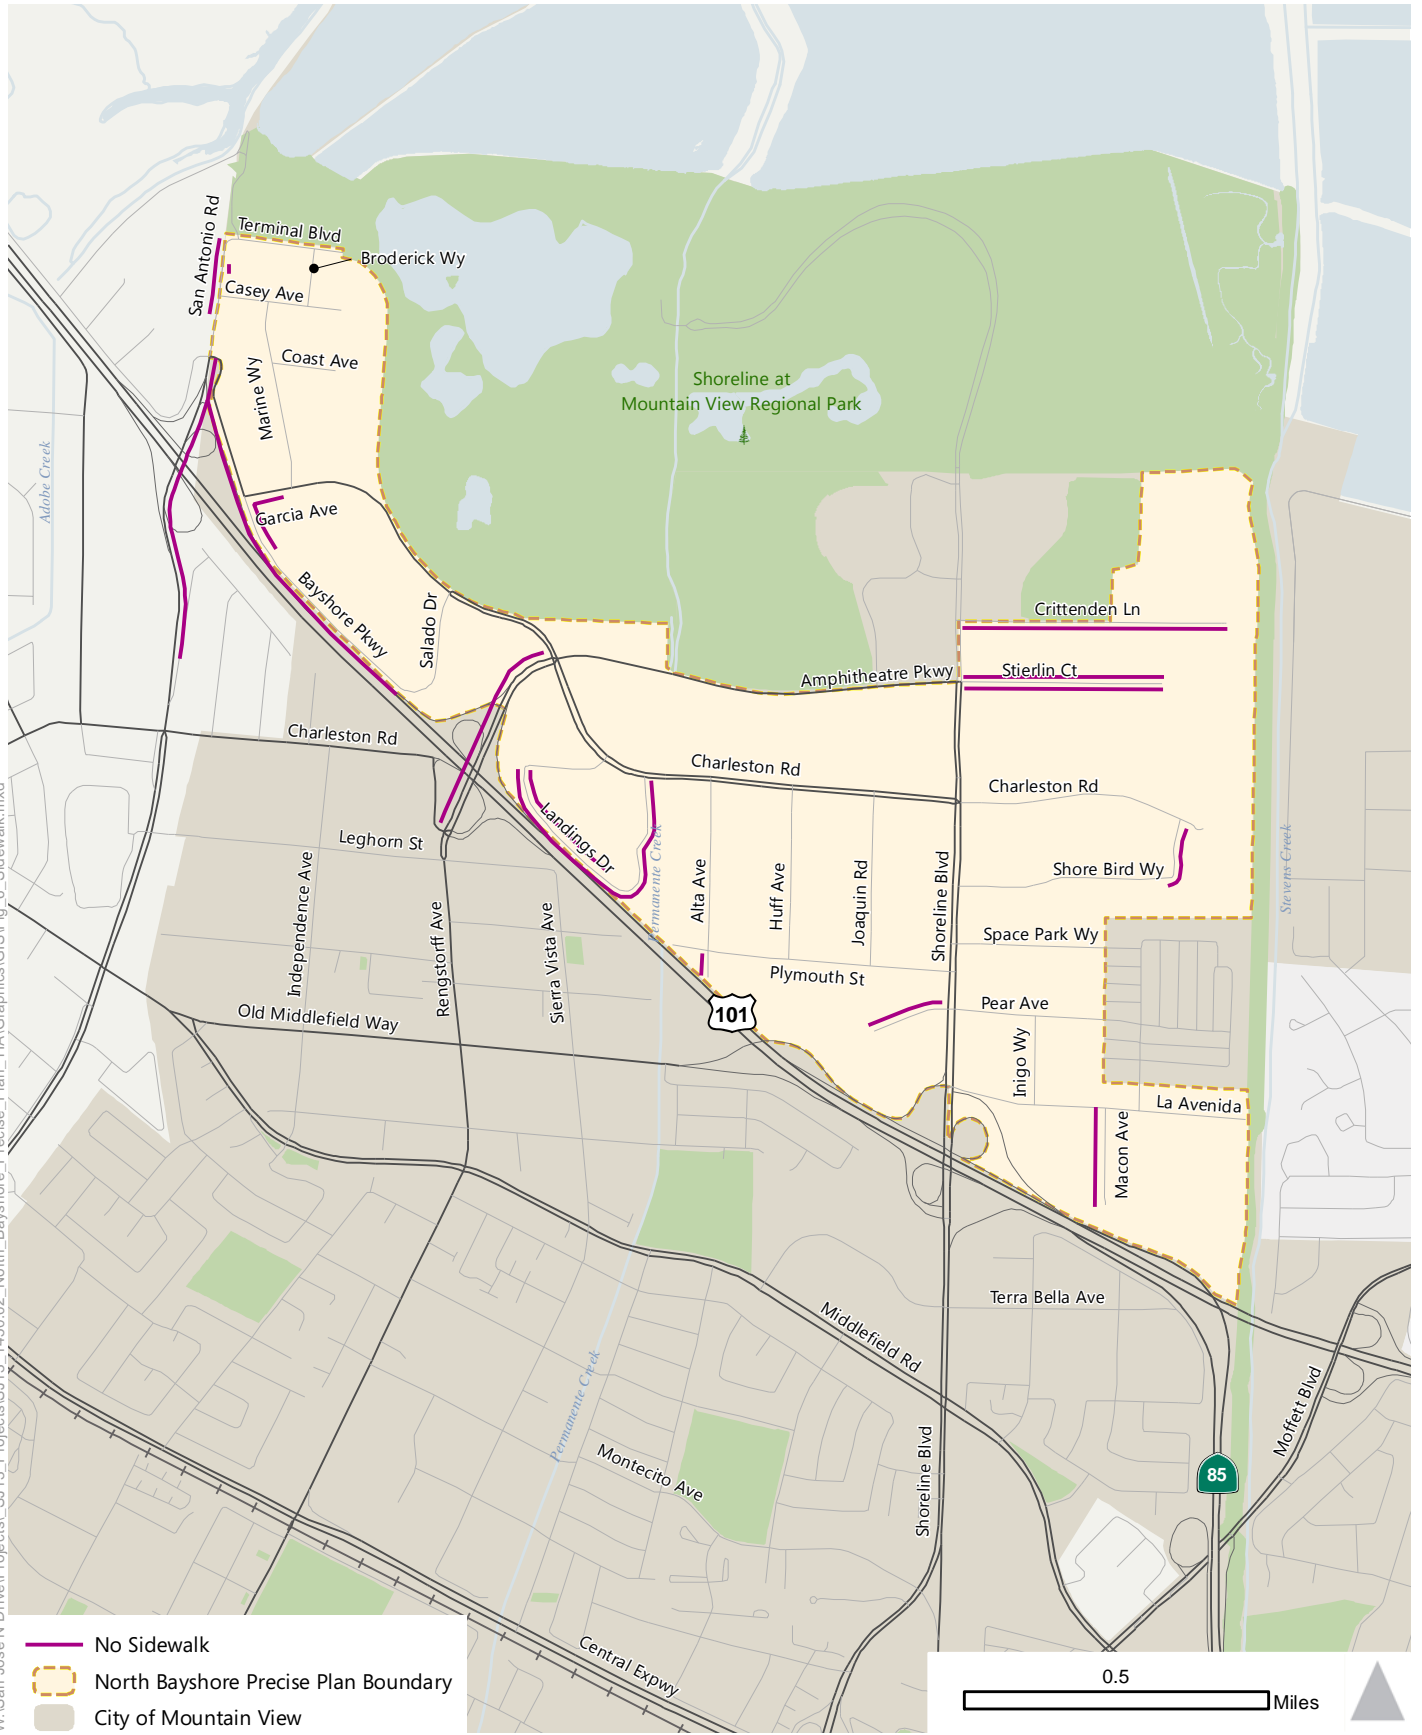 San Antonio Rd
Terminal Blvd
Broderick Wy
Casey Ave
Coast Ave
Marine Wy
Shoreline at
Mountain View Regional Park
Adobe Creek
Garcia Ave
Bayshore Pkwy
Salado Dr
Crittenden Ln
Stierlin Ct
Amphitheatre Pkwy
Charleston Rd
Charleston Rd
Charleston Rd
Landings Dr
Leghorn St
Permanente Creek
Shore Bird Wy
Stevens Creek
Independence Ave
Rengstorff Ave
Sierra Vista Ave
Alta Ave
Huff Ave
Joaquin Rd
Shoreline Blvd
Space Park Wy
Plymouth St
Pear Ave
101
Old Middlefield Way
Inigo Wy
La Avenida
Macon Ave
Terra Bella Ave
Middlefield Rd
Permanente Creek
Moffett Blvd
Montecito Ave
Shoreline Blvd
85
Central Expwy
No Sidewalk
North Bayshore Precise Plan Boundary
City of Mountain View
0.5
Miles